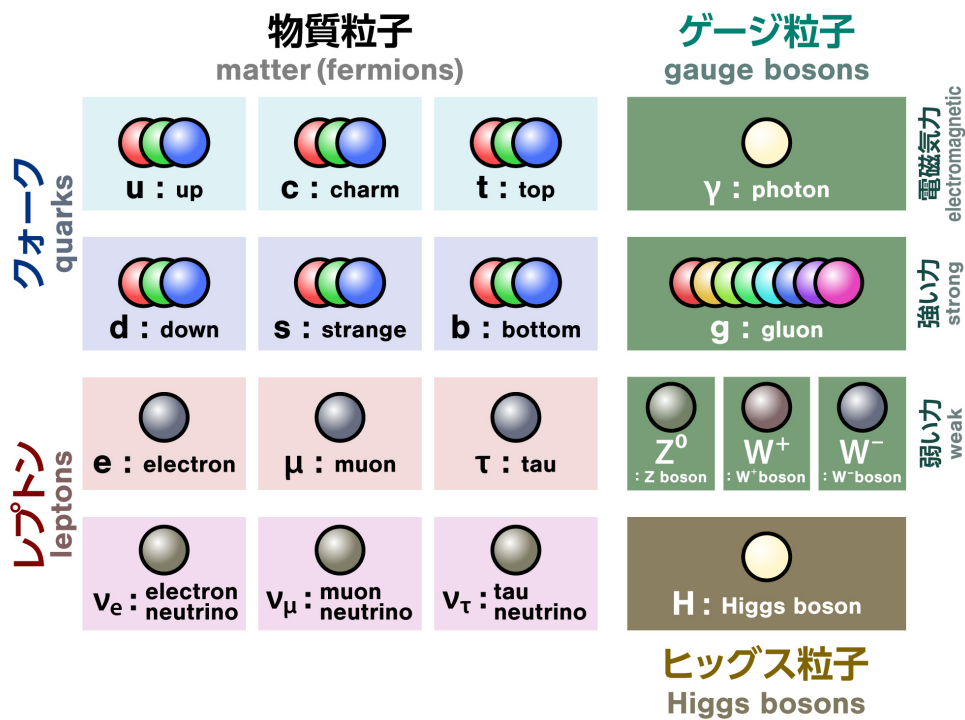 物質粒子
matter (fermions)
ゲージ粒子
gauge bosons
クォーク
quarks
u : up
c : charm
t : top
γ : photon
電磁気力
electromagnetic
d : down
s : strange
b : bottom
g : gluon
強い力
strong
レプトン
leptons
e : electron
μ : muon
τ : tau
Z⁰
: Z boson
W⁺
: W⁺boson
W⁻
: W⁻boson
弱い力
weak
νe : electron
neutrino
νμ : muon
neutrino
ντ : tau
neutrino
H : Higgs boson
ヒッグス粒子
Higgs bosons